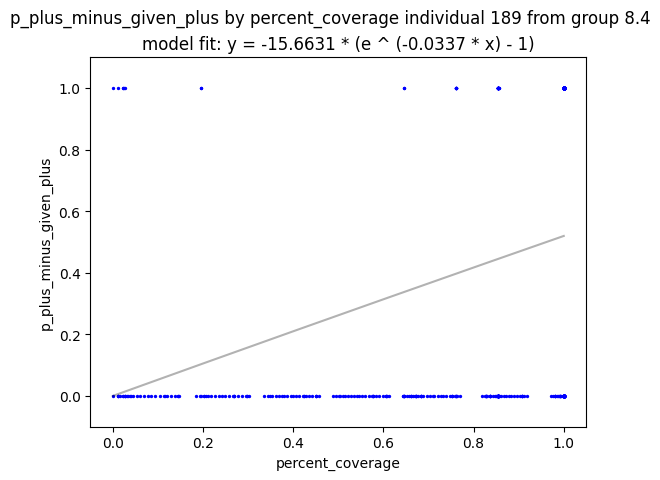 p_plus_minus_given_plus by percent_coverage individual 189 from group 8.4
model fit: y = -15.6631 * (e ^ (-0.0337 * x) - 1)
1.0
0.8
0.6
0.4
0.2
0.0
p_plus_minus_given_plus
0.0 0.2 0.4 0.6 0.8 1.0
percent_coverage